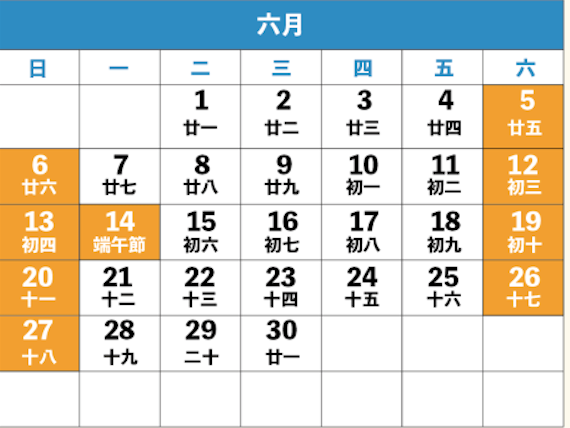 六月
日 一 二 三 四 五 六
1 2 3 4 5
廿一 廿二 廿三 廿四 廿五
6 7 8 9 10 11 12
廿六 廿七 廿八 廿九 初一 初二 初三
13 14 15 16 17 18 19
初四 端午節 初六 初七 初八 初九 初十
20 21 22 23 24 25 26
十一 十二 十三 十四 十五 十六 十七
27 28 29 30
十八 十九 二十 廿一